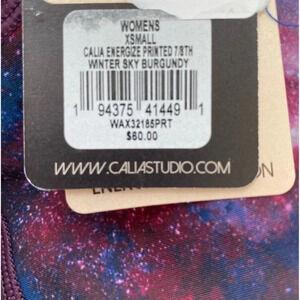 WOMENS
XSMALL
CALIA ENERGIZE PRINTED 7/8TH
WINTER SKY BURGUNDY
1 94375 41449 1
WAX32185PRT
$60.00
WWW.CALIASTUDIO.COM